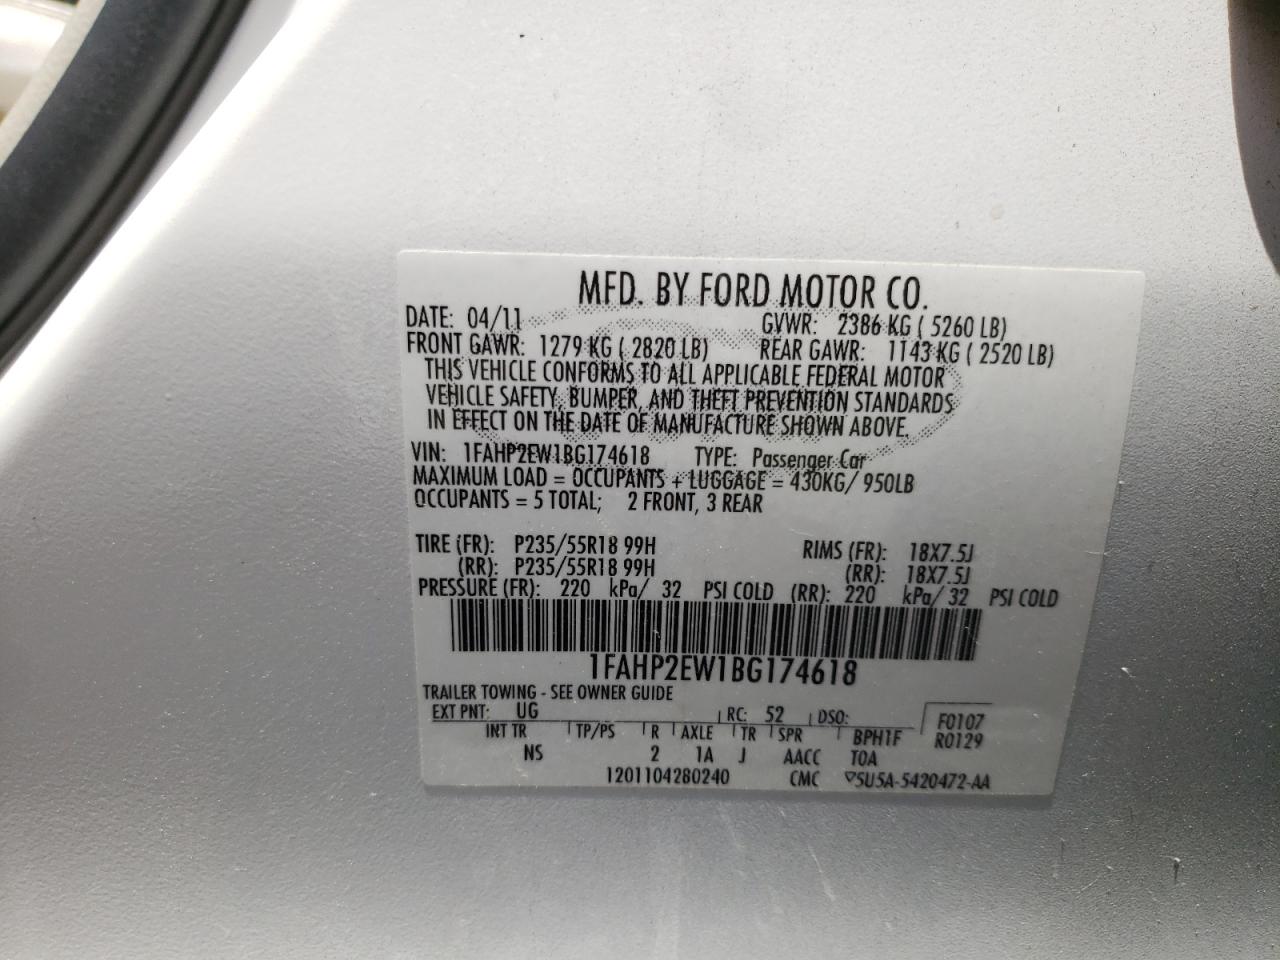 MFD. BY FORD MOTOR CO.
DATE: 04/11 GVWR: 2386 KG ( 5260 LB)
FRONT GAWR: 1279 KG ( 2820 LB) REAR GAWR: 1143 KG ( 2520 LB)
THIS VEHICLE CONFORMS TO ALL APPLICABLE FEDERAL MOTOR
VEHICLE SAFETY, BUMPER, AND THEFT PREVENTION STANDARDS
IN EFFECT ON THE DATE OF MANUFACTURE SHOWN ABOVE.
VIN: 1FAHP2EW1BG174618 TYPE: Passenger Car
MAXIMUM LOAD = OCCUPANTS + LUGGAGE = 430KG/ 950LB
OCCUPANTS = 5 TOTAL; 2 FRONT, 3 REAR
TIRE (FR): P235/55R18 99H RIMS (FR): 18X7.5J
(RR): P235/55R18 99H (RR): 18X7.5J
PRESSURE (FR): 220 kPa/ 32 PSI COLD (RR): 220 kPa/ 32 PSI COLD
1FAHP2EW1BG174618
TRAILER TOWING - SEE OWNER GUIDE
EXT PNT: UG RC: 52 DSO: F0107
INT TR TP/PS R AXLE TR SPR BPH1F R0129
NS 2 1A J AACC TOA
1201104280240 CMC ▽5U5A-5420472-AA